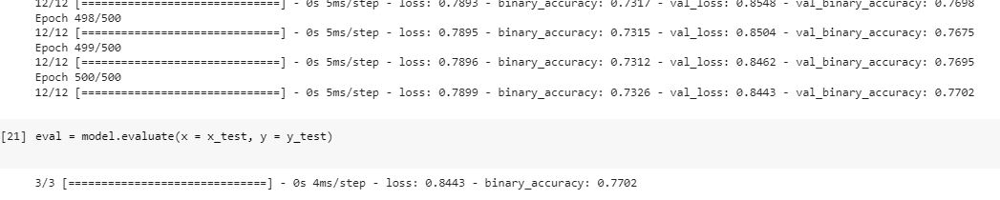 12/12 [==============================] - 0s 5ms/step - loss: 0.7893 - binary_accuracy: 0.7317 - val_loss: 0.8548 - val_binary_accuracy: 0.7698
Epoch 498/500
12/12 [==============================] - 0s 5ms/step - loss: 0.7895 - binary_accuracy: 0.7315 - val_loss: 0.8504 - val_binary_accuracy: 0.7675
Epoch 499/500
12/12 [==============================] - 0s 5ms/step - loss: 0.7896 - binary_accuracy: 0.7312 - val_loss: 0.8462 - val_binary_accuracy: 0.7695
Epoch 500/500
12/12 [==============================] - 0s 5ms/step - loss: 0.7899 - binary_accuracy: 0.7326 - val_loss: 0.8443 - val_binary_accuracy: 0.7702
[21] eval = model.evaluate(x = x_test, y = y_test)
3/3 [==============================] - 0s 4ms/step - loss: 0.8443 - binary_accuracy: 0.7702